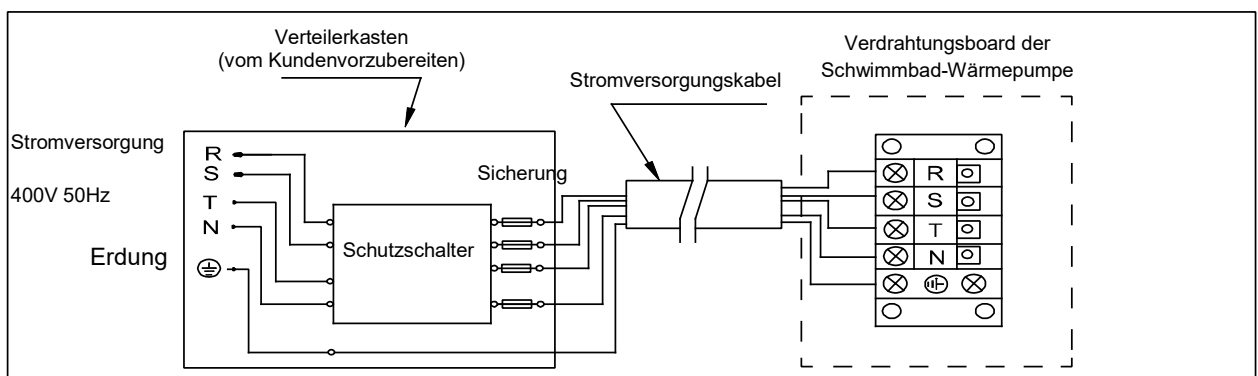 Verteilerkasten
(vom Kundenvorzubereiten)
Verdrahtungsboard der
Schwimmbad-Wärmepumpe
Stromversorgungskabel
Stromversorgung
400V 50Hz
Erdung
R
S
T
N
Schutzschalter
Sicherung
R
S
T
N